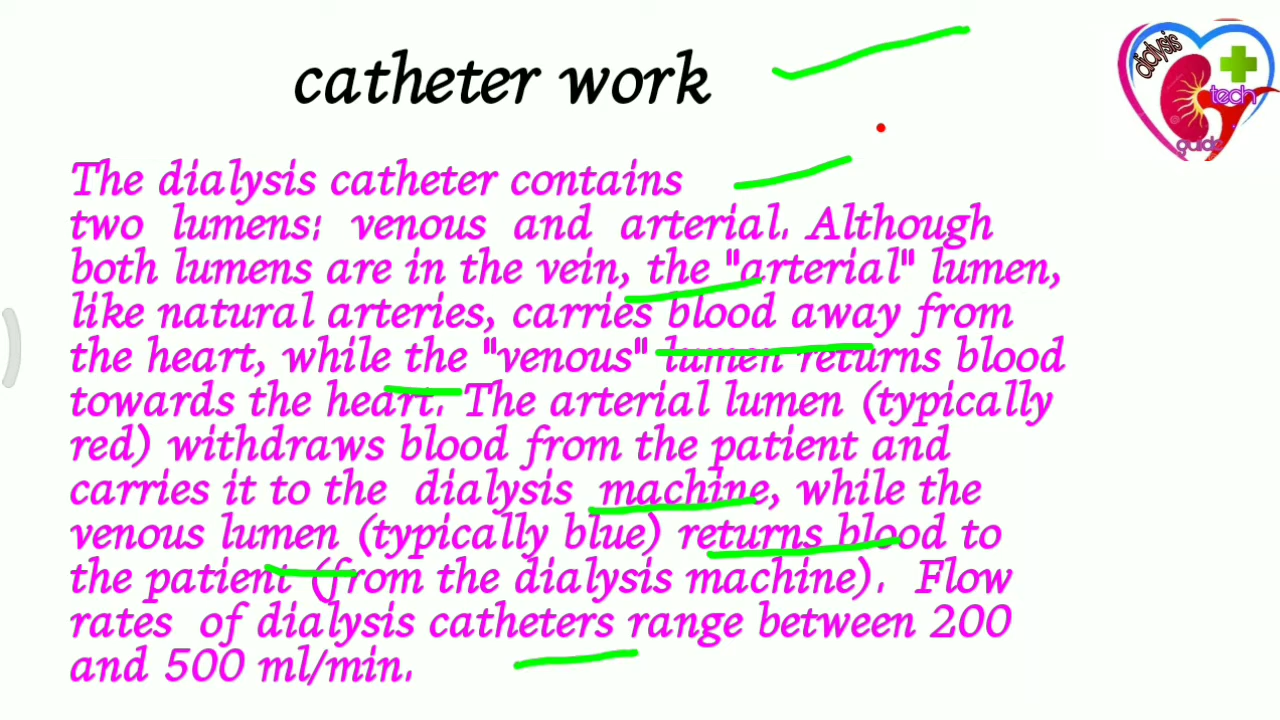 catheter work
dialysis
tech
guide
The dialysis catheter contains
two lumens: venous and arterial. Although
both lumens are in the vein, the "arterial" lumen,
like natural arteries, carries blood away from
the heart, while the "venous" lumen returns blood
towards the heart. The arterial lumen (typically
red) withdraws blood from the patient and
carries it to the dialysis machine, while the
venous lumen (typically blue) returns blood to
the patient (from the dialysis machine). Flow
rates of dialysis catheters range between 200
and 500 ml/min.